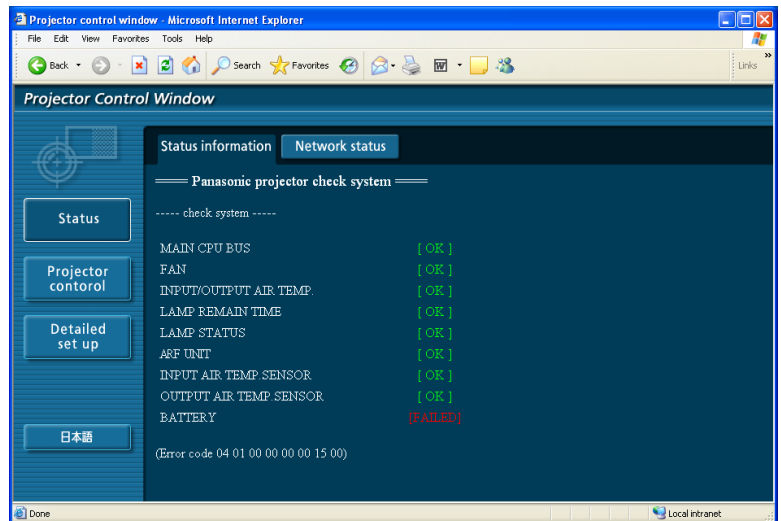 Projector control window - Microsoft Internet Explorer
File Edit View Favorites Tools Help
Back Search Favorites Links
Projector Control Window
Status information Network status
Panasonic projector check system
Status
----- check system -----
MAIN CPU BUS [ OK ]
FAN [ OK ]
Projector
contorol
INPUT/OUTPUT AIR TEMP. [ OK ]
LAMP REMAIN TIME [ OK ]
Detailed
set up
LAMP STATUS [ OK ]
ARF UNIT [ OK ]
INPUT AIR TEMP.SENSOR [ OK ]
OUTPUT AIR TEMP.SENSOR [ OK ]
BATTERY [FAILED]
日本語
(Error code 04 01 00 00 00 00 15 00)
Done Local intranet